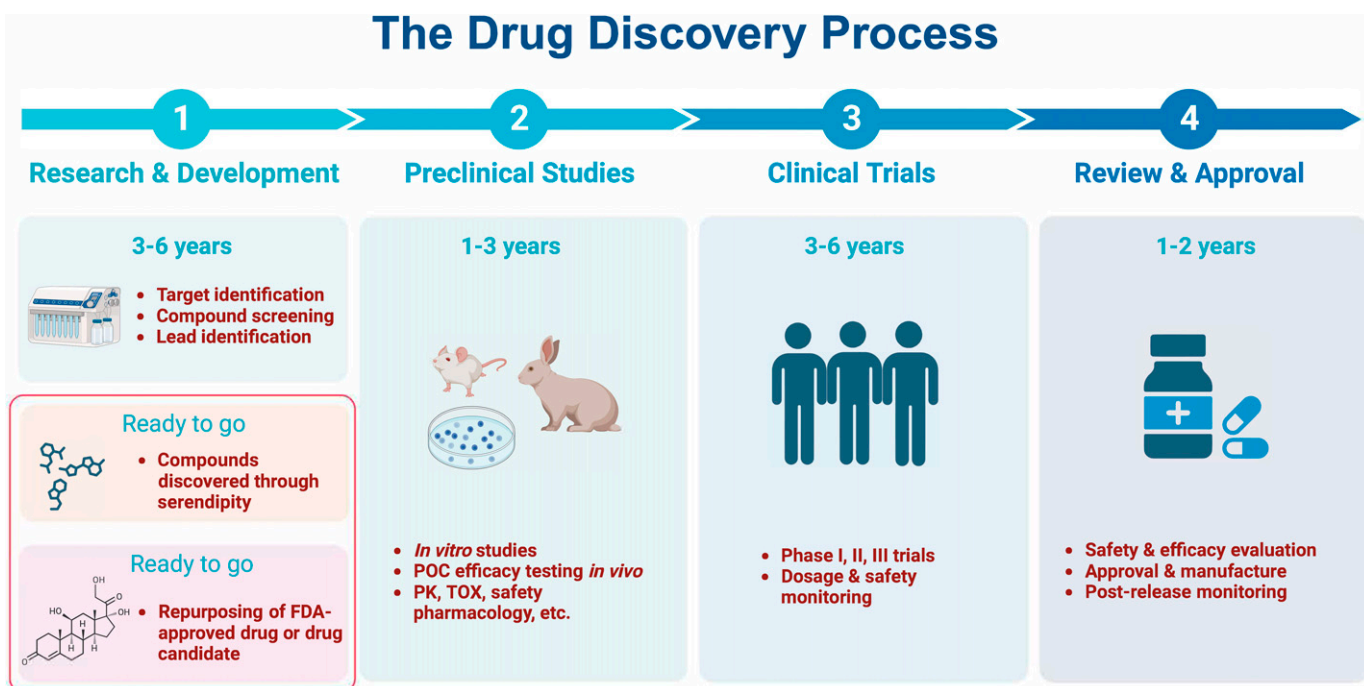 The Drug Discovery Process
1
2
3
4
Research & Development
Preclinical Studies
Clinical Trials
Review & Approval
3-6 years
• Target identification
• Compound screening
• Lead identification
Ready to go
• Compounds
discovered through
serendipity
Ready to go
OH
O
HO
OH
H
H
H
O
• Repurposing of FDA-
approved drug or drug
candidate
1-3 years
• In vitro studies
• POC efficacy testing in vivo
• PK, TOX, safety
pharmacology, etc.
3-6 years
• Phase I, II, III trials
• Dosage & safety
monitoring
1-2 years
• Safety & efficacy evaluation
• Approval & manufacture
• Post-release monitoring